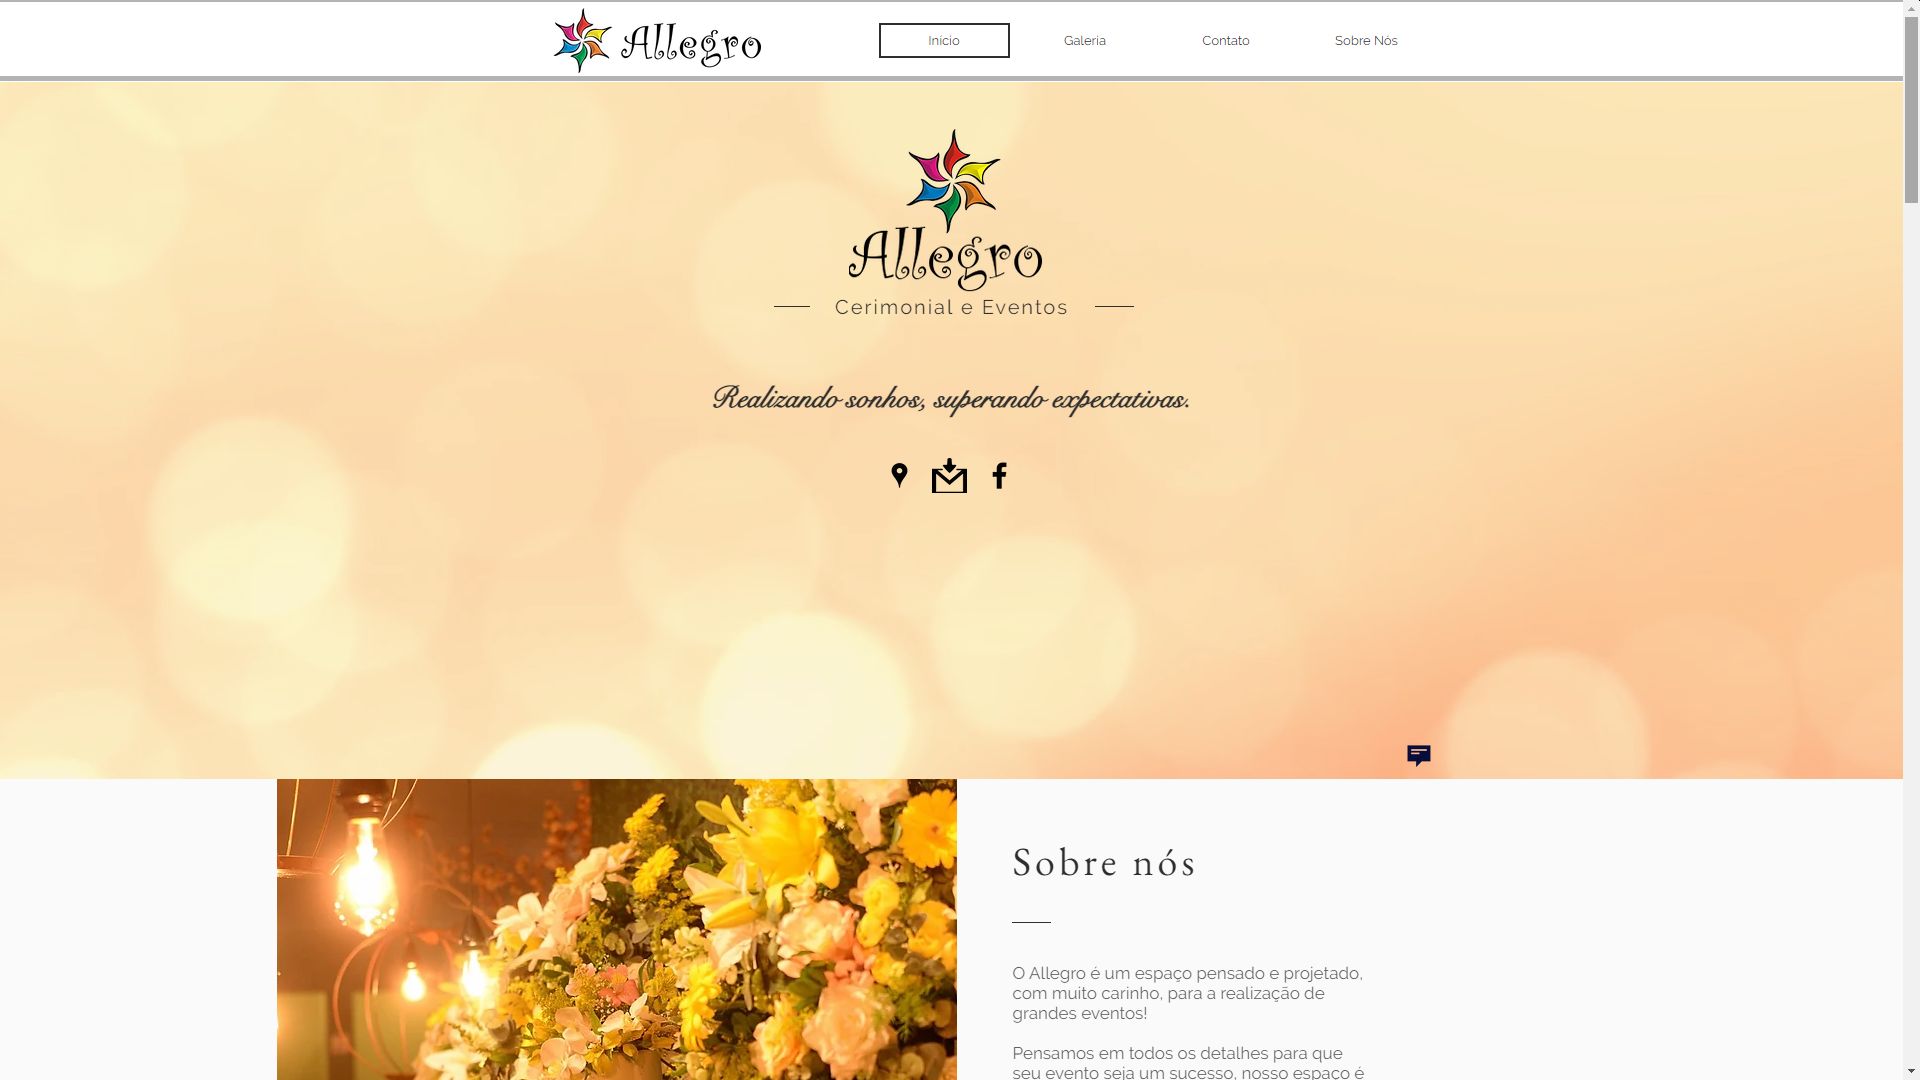 Allegro
Início
Galeria
Contato
Sobre Nós
Allegro
Cerimonial e Eventos
Realizando sonhos, superando expectativas.
Sobre nós
O Allegro é um espaço pensado e projetado,
com muito carinho, para a realização de
grandes eventos!
Pensamos em todos os detalhes para que
seu evento seja um sucesso, nosso espaço é